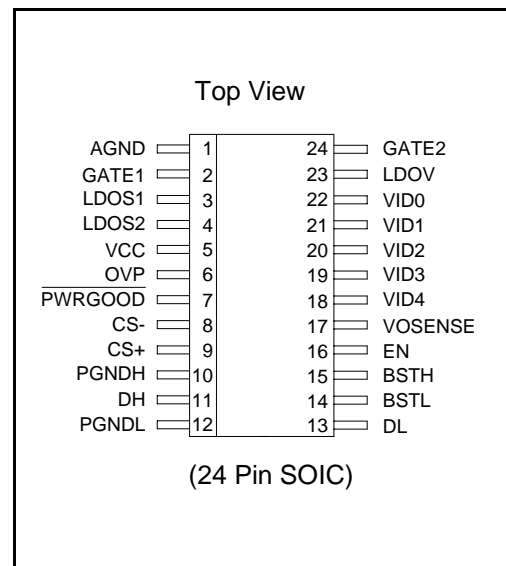 Top View
AGND 1 24 GATE2
GATE1 2 23 LDOV
LDOS1 3 22 VID0
LDOS2 4 21 VID1
VCC 5 20 VID2
OVP 6 19 VID3
PWRGOOD 7 18 VID4
CS- 8 17 VOSENSE
CS+ 9 16 EN
PGNDH 10 15 BSTH
DH 11 14 BSTL
PGNDL 12 13 DL
(24 Pin SOIC)